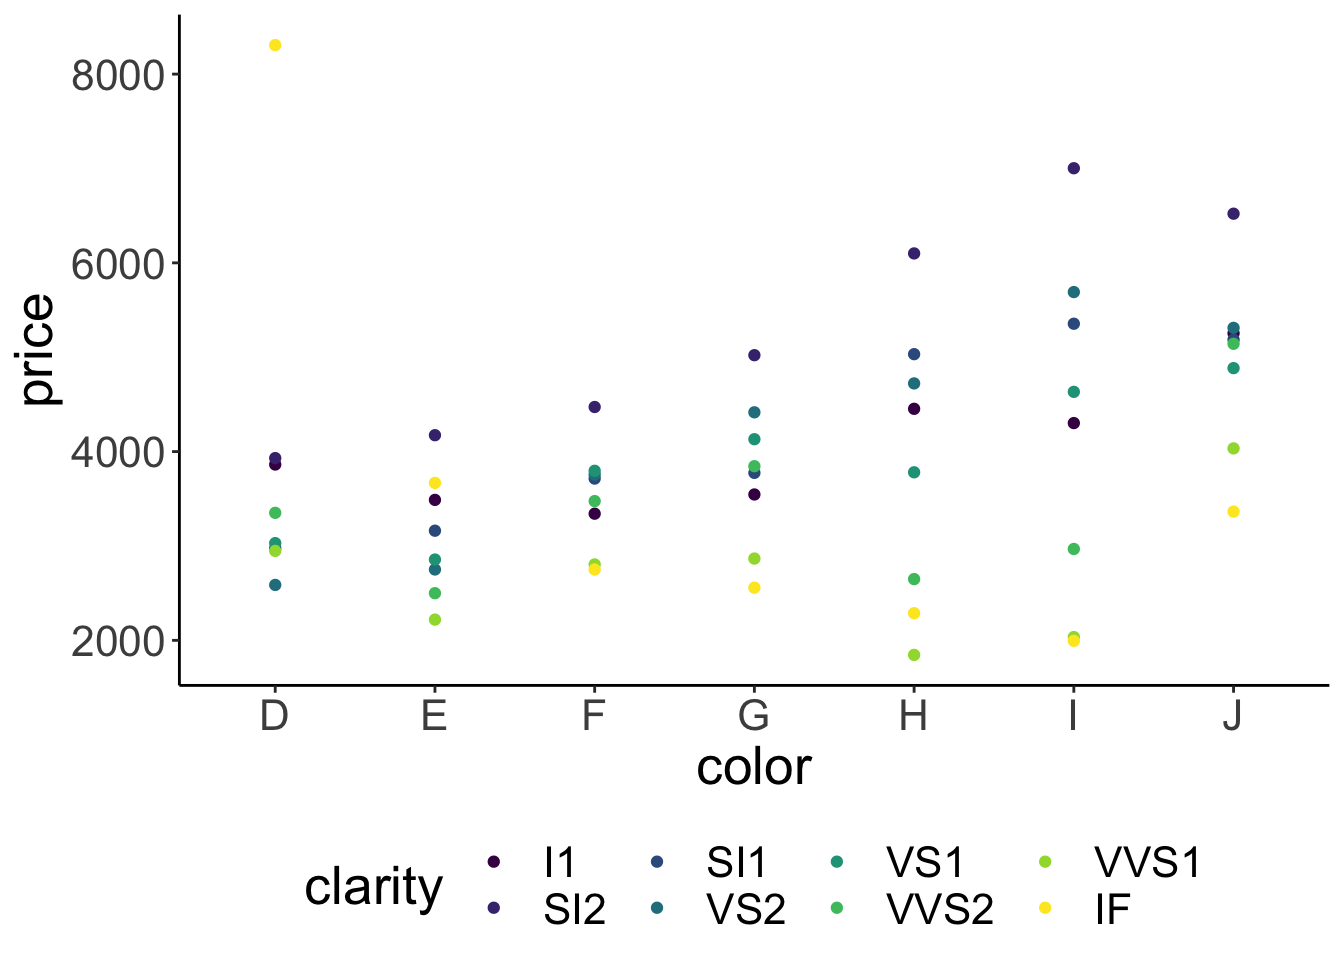 8000
6000
4000
2000
price
D E F G H I J
color
clarity
I1 SI1 VS1 VVS1
SI2 VS2 VVS2 IF